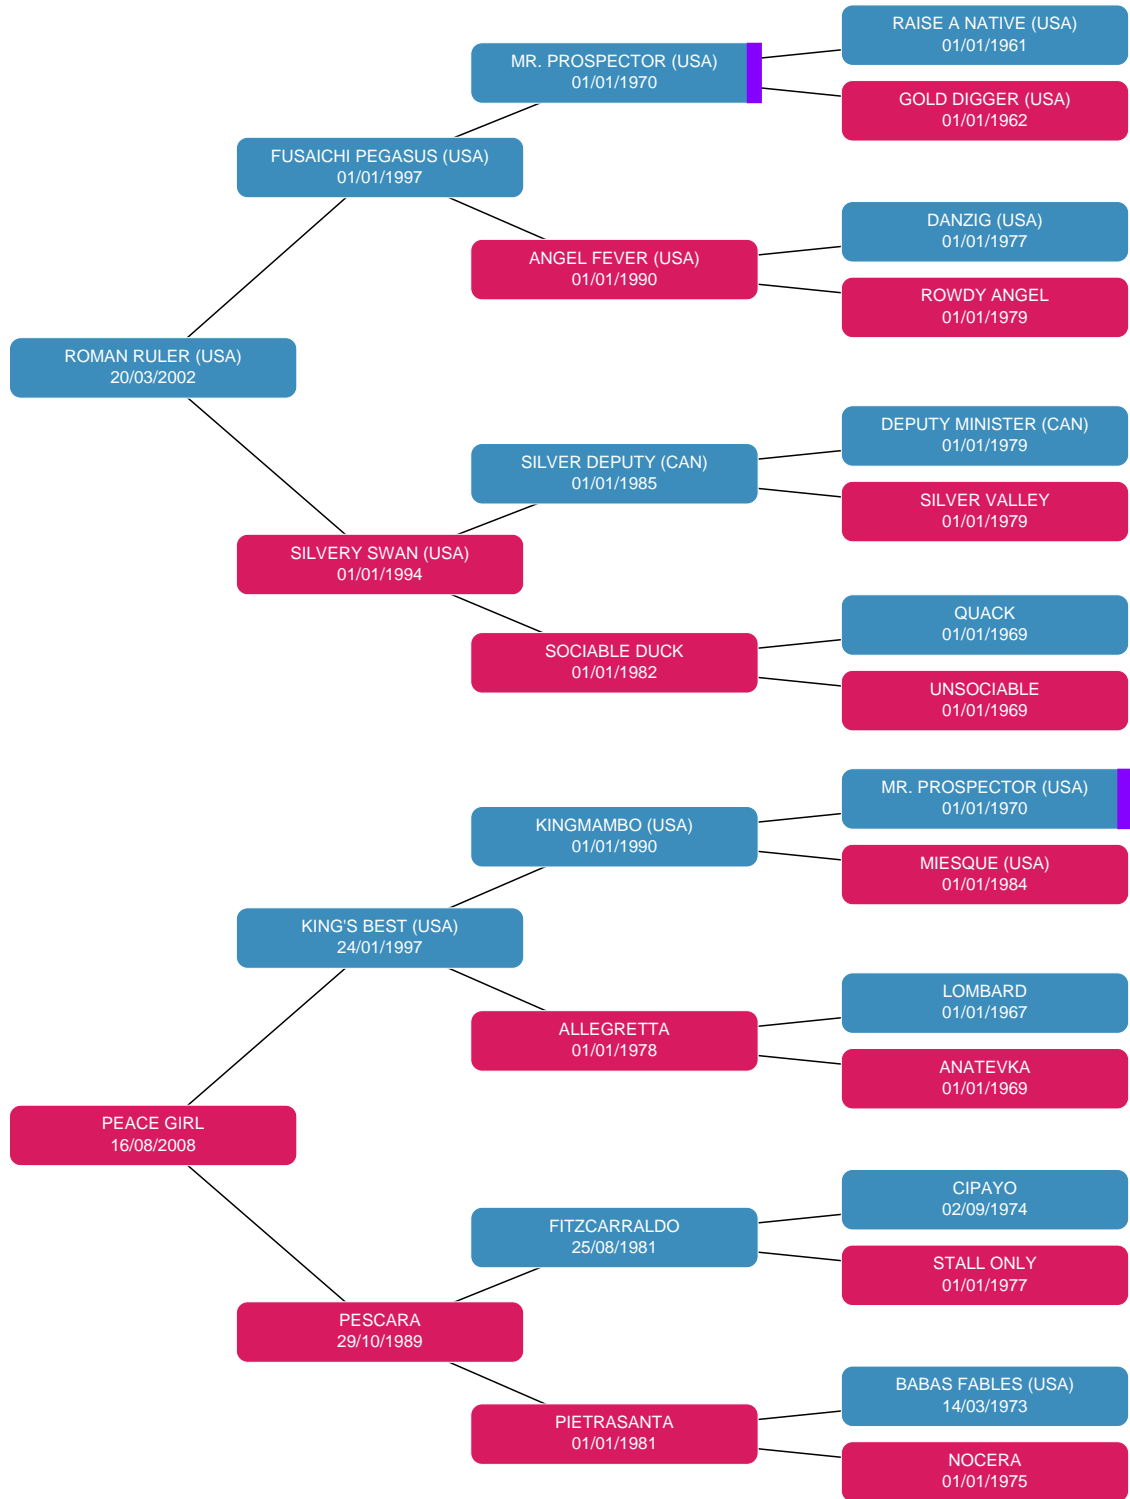 RAISE A NATIVE (USA)
01/01/1961
MR. PROSPECTOR (USA)
01/01/1970
GOLD DIGGER (USA)
01/01/1962
FUSAICHI PEGASUS (USA)
01/01/1997
DANZIG (USA)
01/01/1977
ANGEL FEVER (USA)
01/01/1990
ROWDY ANGEL
01/01/1979
ROMAN RULER (USA)
20/03/2002
DEPUTY MINISTER (CAN)
01/01/1979
SILVER DEPUTY (CAN)
01/01/1985
SILVER VALLEY
01/01/1979
SILVERY SWAN (USA)
01/01/1994
QUACK
01/01/1969
SOCIABLE DUCK
01/01/1982
UNSOCIABLE
01/01/1969
MR. PROSPECTOR (USA)
01/01/1970
KINGMAMBO (USA)
01/01/1990
MIESQUE (USA)
01/01/1984
KING'S BEST (USA)
24/01/1997
LOMBARD
01/01/1967
ALLEGRETTA
01/01/1978
ANATEVKA
01/01/1969
PEACE GIRL
16/08/2008
CIPAYO
02/09/1974
FITZCARRALDO
25/08/1981
STALL ONLY
01/01/1977
PESCARA
29/10/1989
BABAS FABLES (USA)
14/03/1973
PIETRASANTA
01/01/1981
NOCERA
01/01/1975